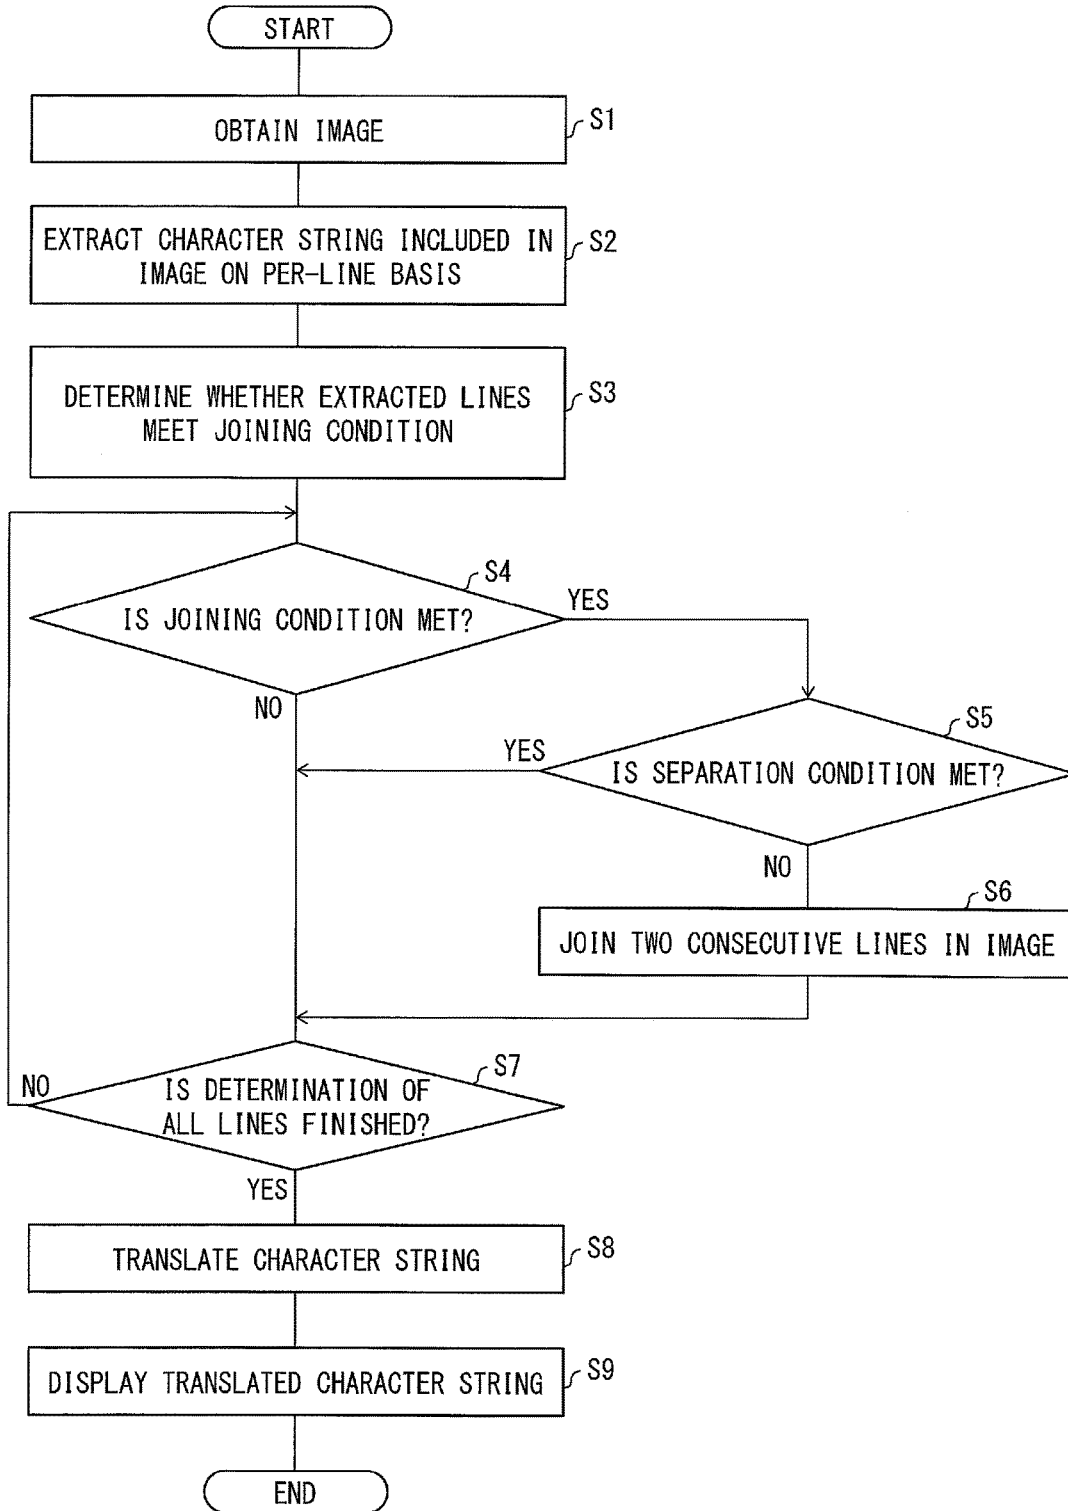 START
OBTAIN IMAGE
S1
EXTRACT CHARACTER STRING INCLUDED IN
IMAGE ON PER-LINE BASIS
S2
DETERMINE WHETHER EXTRACTED LINES
MEET JOINING CONDITION
S3
IS JOINING CONDITION MET?
S4
YES
NO
IS SEPARATION CONDITION MET?
S5
YES
NO
JOIN TWO CONSECUTIVE LINES IN IMAGE
S6
IS DETERMINATION OF
ALL LINES FINISHED?
S7
NO
YES
TRANSLATE CHARACTER STRING
S8
DISPLAY TRANSLATED CHARACTER STRING
S9
END